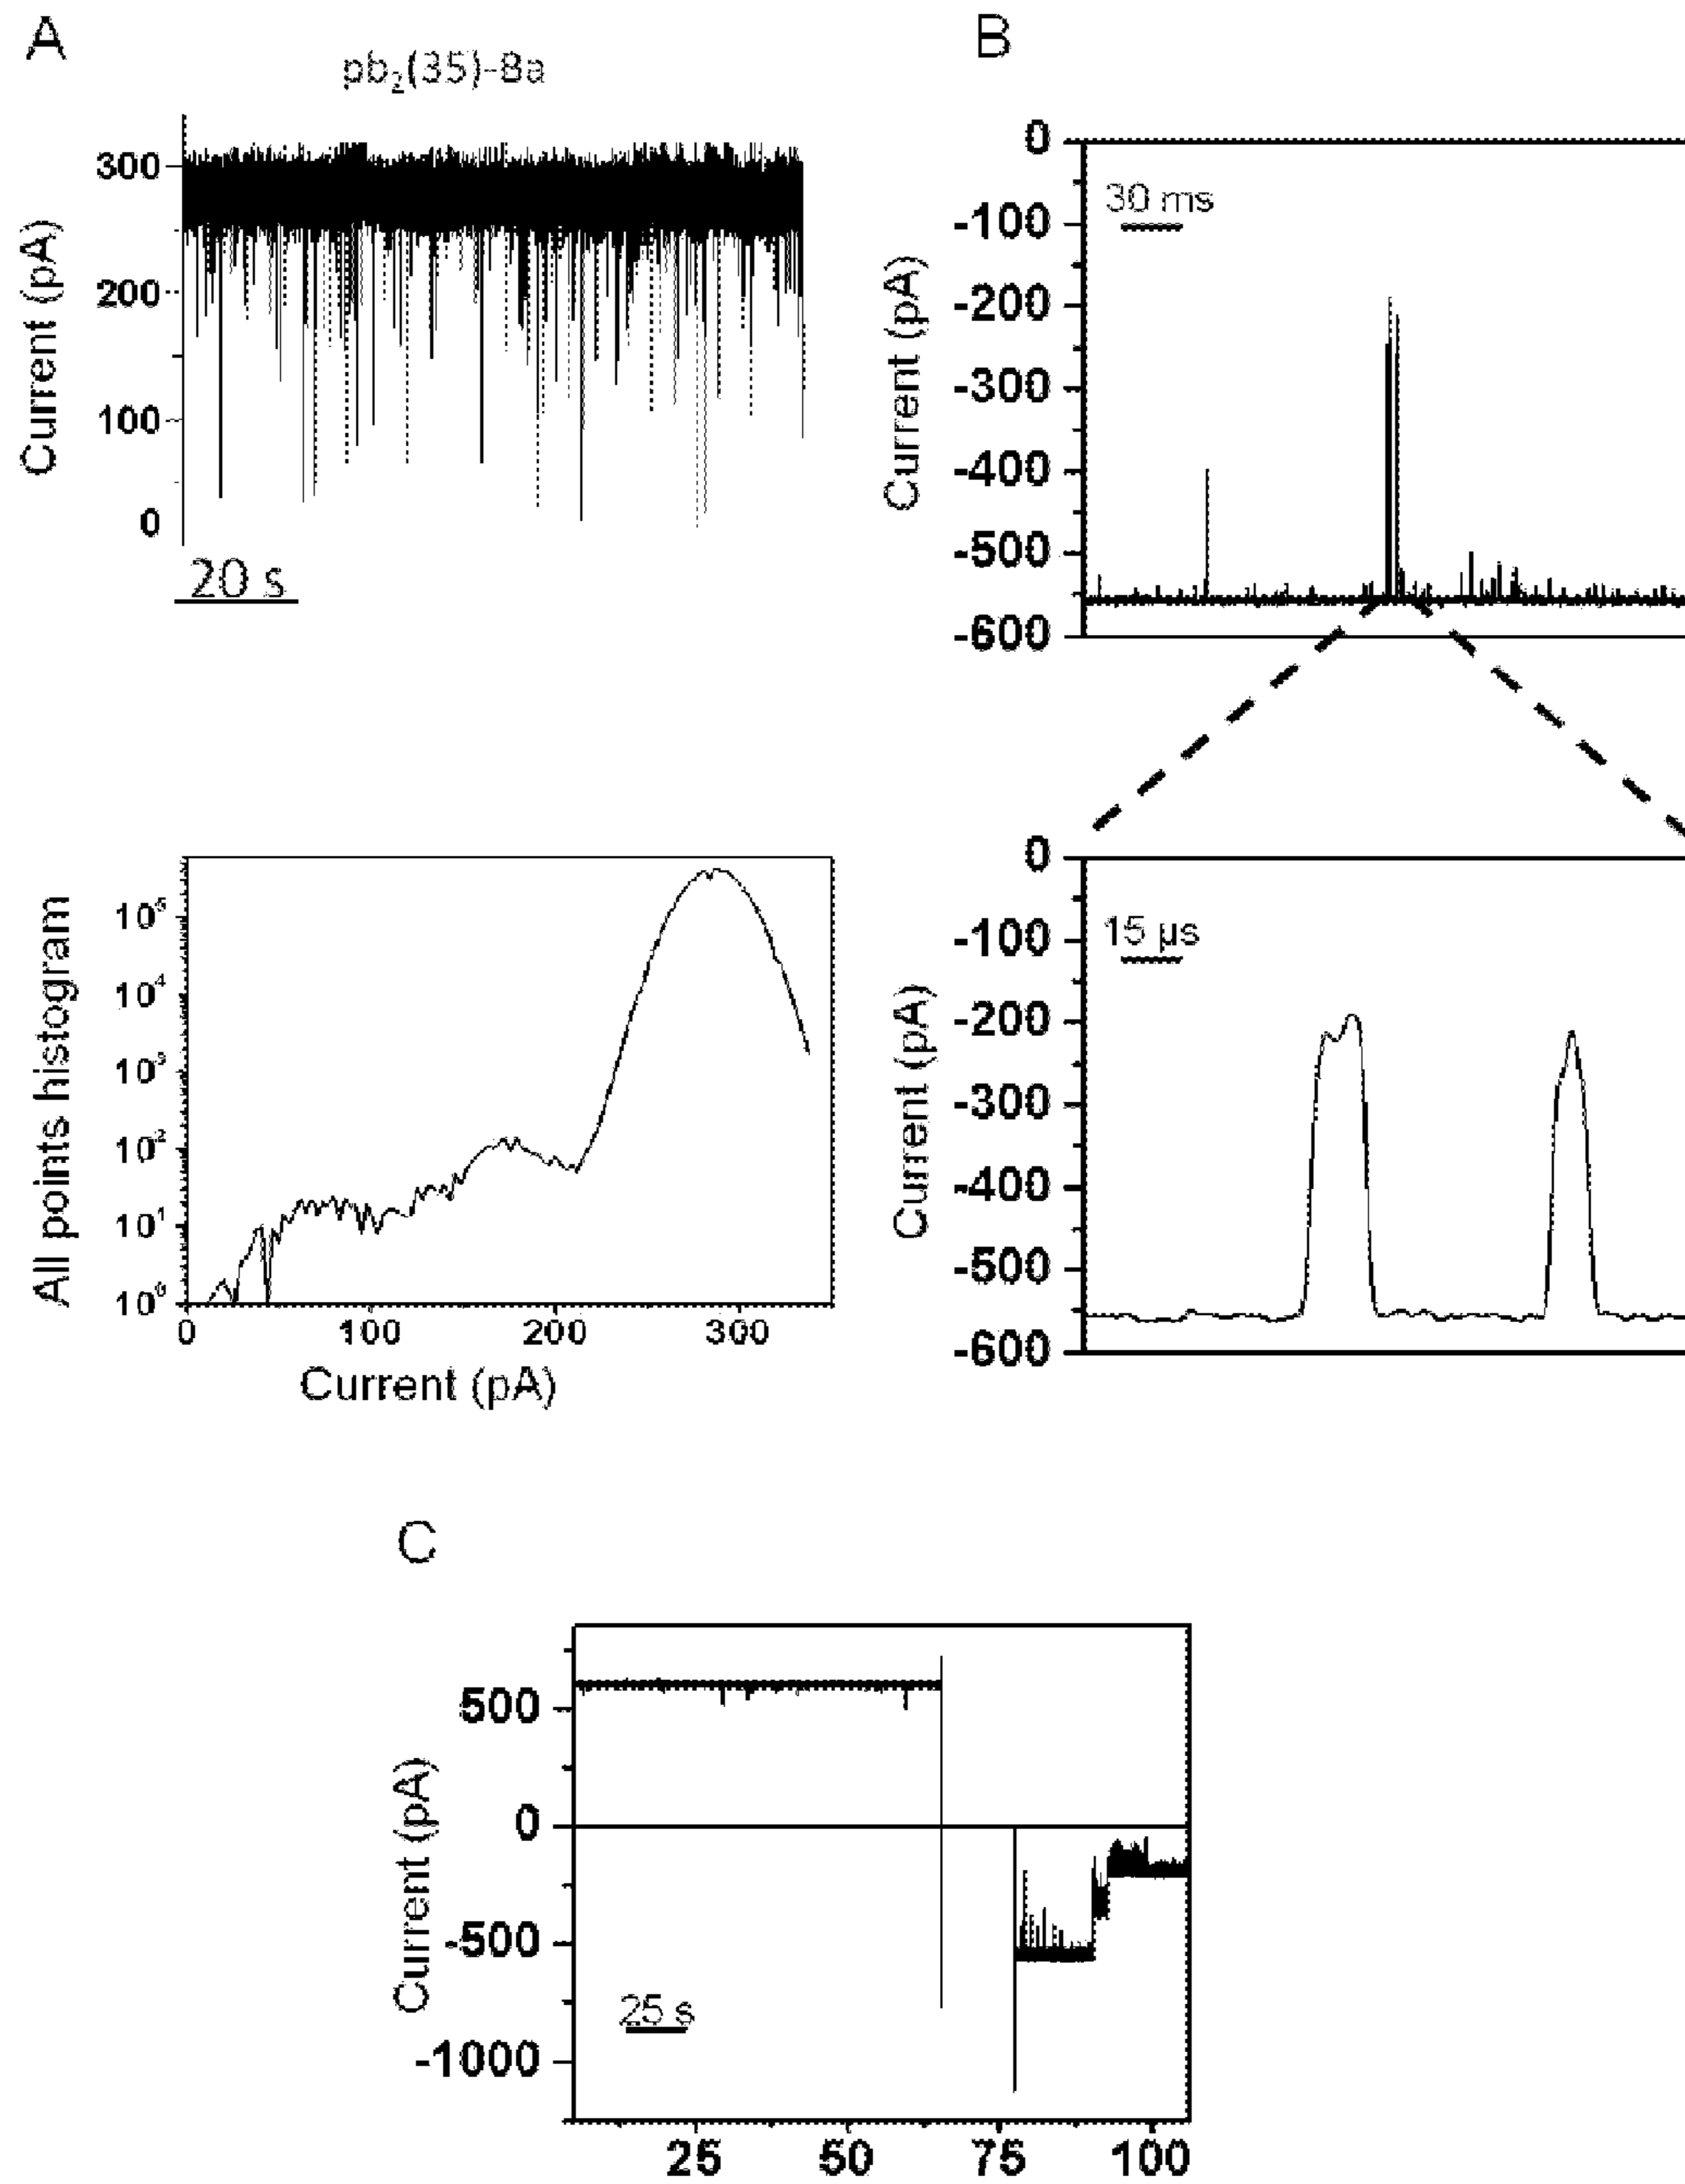 A
pb₂(35)-8a
300
200
100
0
Current (pA)
20 s
B
0
-100
-200
-300
-400
-500
-600
Current (pA)
30 ms
10⁵
10⁴
10³
10²
10¹
10⁰
All points histogram
0 100 200 300
Current (pA)
0
-100
-200
-300
-400
-500
-600
Current (pA)
15 µs
C
500
0
-500
-1000
Current (pA)
25 s
25 50 75 100